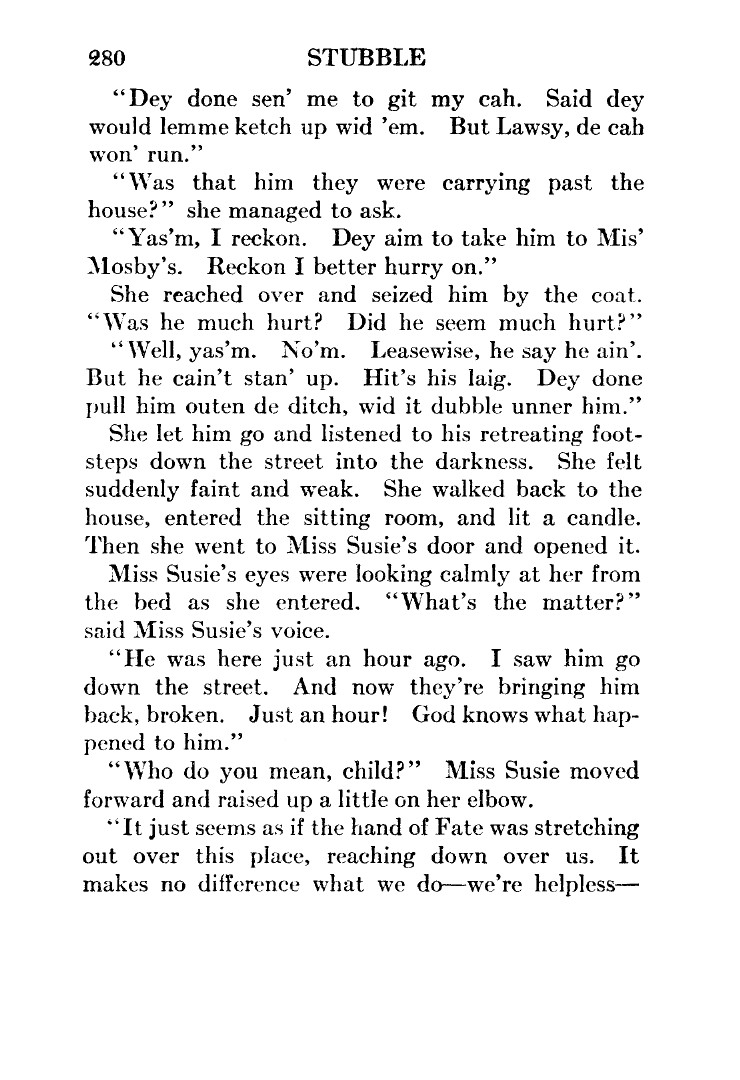 280 STUBBLE
“Dey done sen’ me to git my cah. Said dey
would lemme ketch up wid ’em. But Lawsy, de cah
won’ run.”
“Was that him they were carrying past the
house?” she managed to ask.
“Yas’m, I reckon. Dey aim to take him to Mis’
Mosby’s. Reckon I better hurry on.”
She reached over and seized him by the coat.
“Was he much hurt? Did he seem much hurt?”
“Well, yas’m. No’m. Leasewise, he say he ain’.
But he cain’t stan’ up. Hit’s his laig. Dey done
pull him outen de ditch, wid it dubble unner him.”
She let him go and listened to his retreating foot-
steps down the street into the darkness. She felt
suddenly faint and weak. She walked back to the
house, entered the sitting room, and lit a candle.
Then she went to Miss Susie’s door and opened it.
Miss Susie’s eyes were looking calmly at her from
the bed as she entered. “What’s the matter?”
said Miss Susie’s voice.
“He was here just an hour ago. I saw him go
down the street. And now they’re bringing him
back, broken. Just an hour! God knows what hap-
pened to him.”
“Who do you mean, child?” Miss Susie moved
forward and raised up a little on her elbow.
“It just seems as if the hand of Fate was stretching
out over this place, reaching down over us. It
makes no difference what we do—we’re helpless—